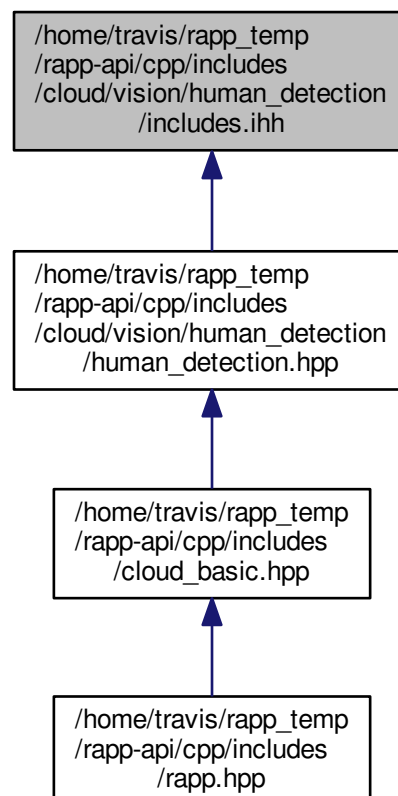 /home/travis/rapp_temp
/rapp-api/cpp/includes
/cloud/vision/human_detection
/includes.ihh
/home/travis/rapp_temp
/rapp-api/cpp/includes
/cloud/vision/human_detection
/human_detection.hpp
/home/travis/rapp_temp
/rapp-api/cpp/includes
/cloud_basic.hpp
/home/travis/rapp_temp
/rapp-api/cpp/includes
/rapp.hpp